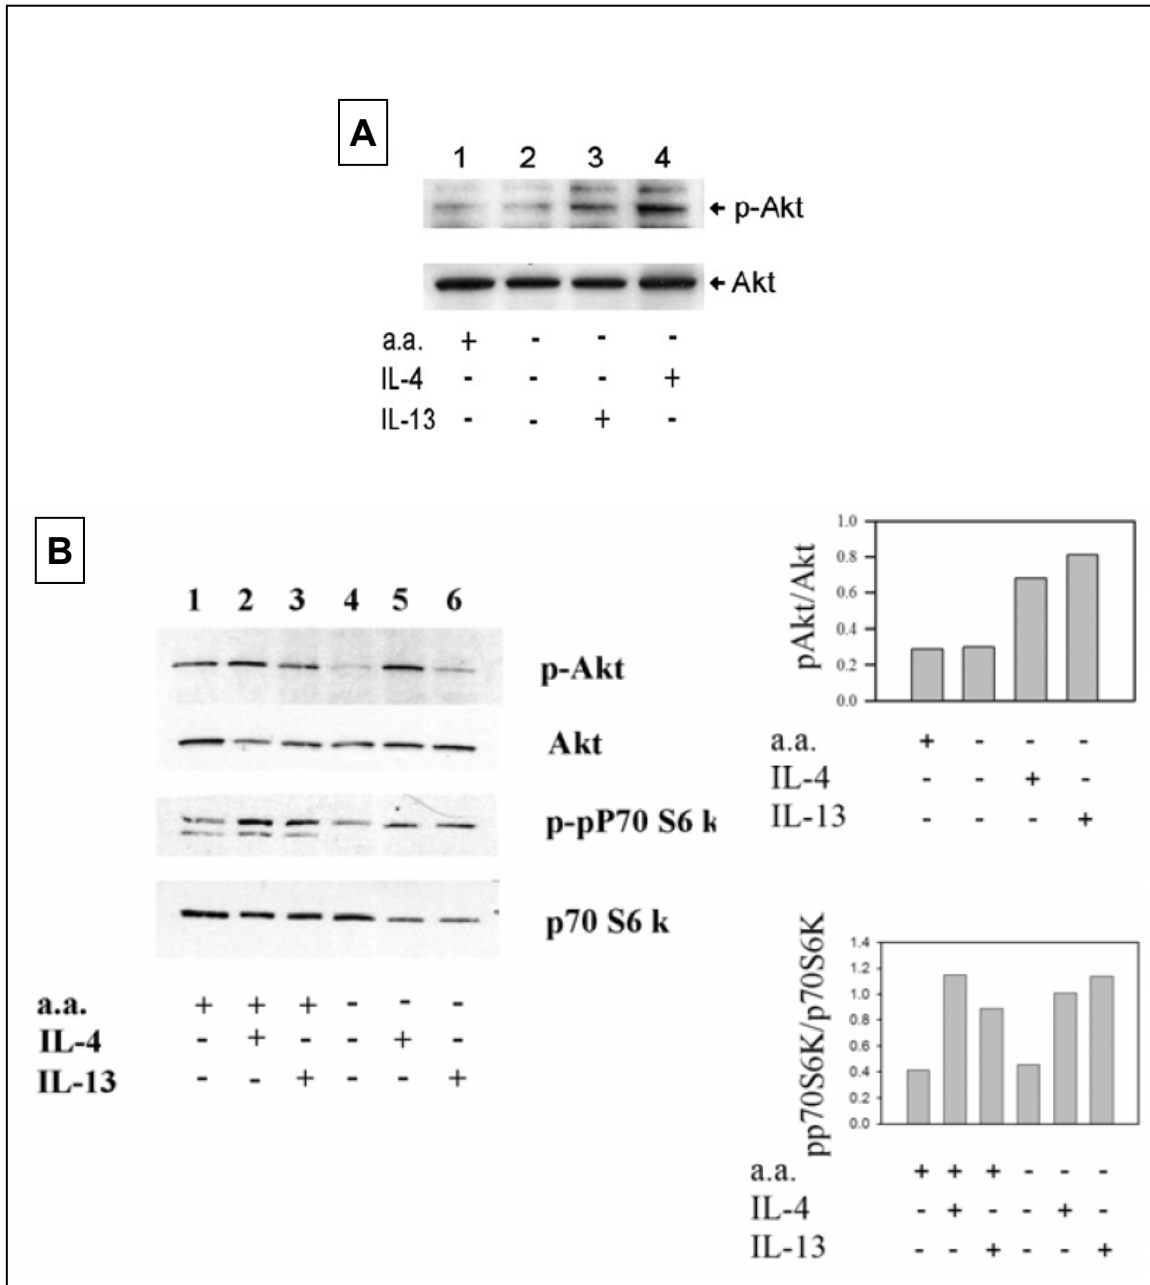 A
1 2 3 4
← p-Akt
← Akt
a.a. + - - -
IL-4 - - - +
IL-13 - - + -
B
1 2 3 4 5 6
p-Akt
Akt
p-pP70 S6 k
p70 S6 k
a.a. + + + - - -
IL-4 - + - - + -
IL-13 - - + - - +
pAkt/Akt
1.0
0.8
0.6
0.4
0.2
0.0
a.a. + - - -
IL-4 - - + -
IL-13 - - - +
pp70S6K/p70S6K
1.4
1.2
1.0
0.8
0.6
0.4
0.2
0.0
a.a. + + + - - -
IL-4 - + - - + -
IL-13 - - + - - +